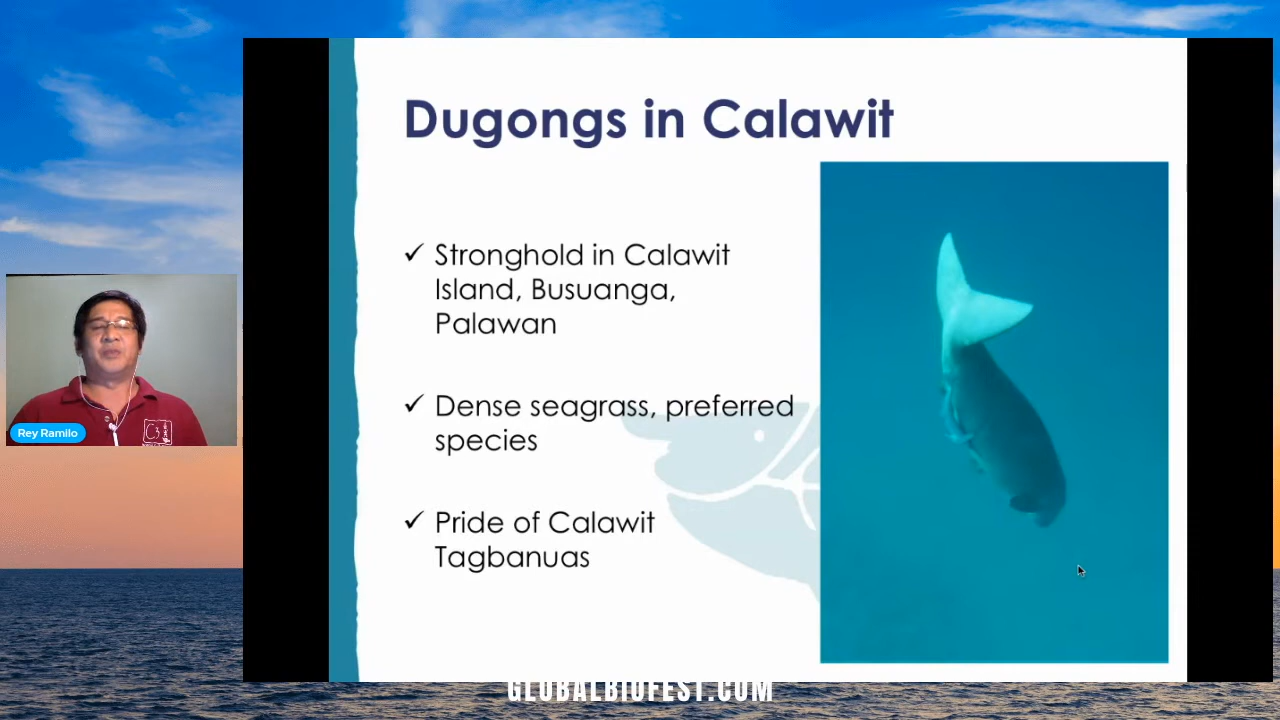 Dugongs in Calawit
✓ Stronghold in Calawit
Island, Busuanga,
Palawan
✓ Dense seagrass, preferred
species
✓ Pride of Calawit
Tagbanuas
Rey Ramilo
C3
GLOBALBIOFEST.COM